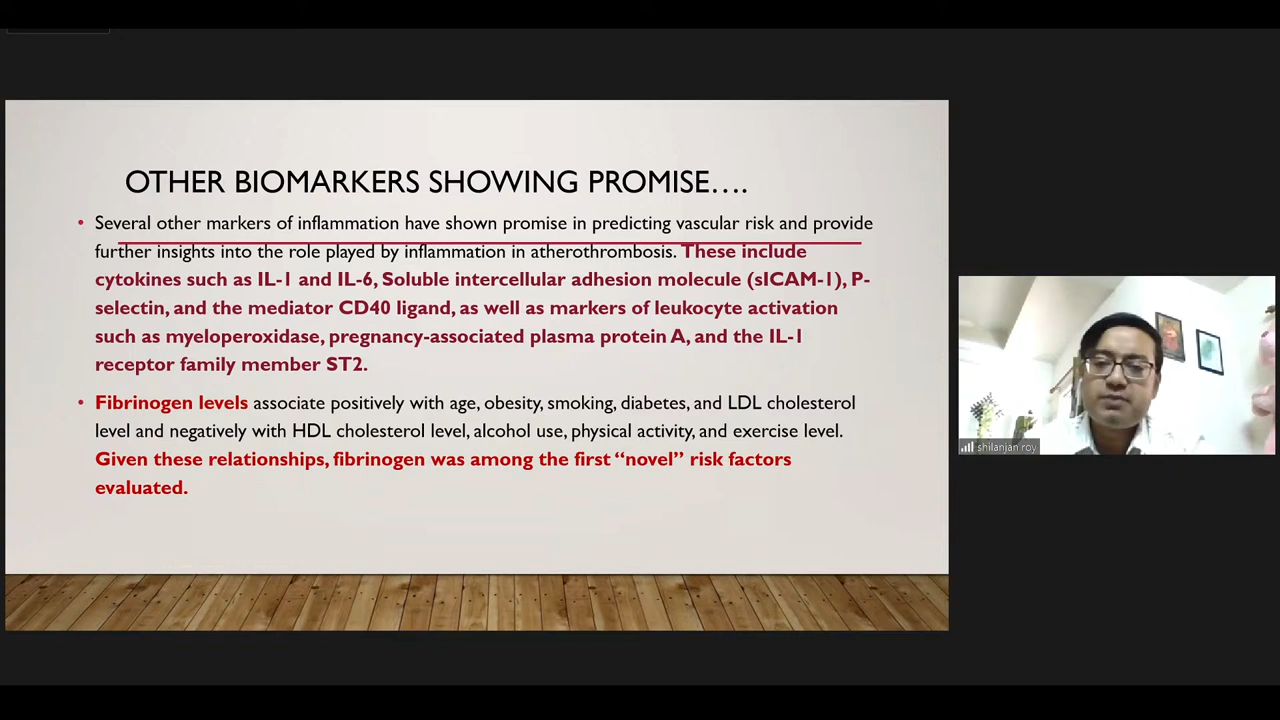 OTHER BIOMARKERS SHOWING PROMISE….
• Several other markers of inflammation have shown promise in predicting vascular risk and provide
further insights into the role played by inflammation in atherothrombosis. These include
cytokines such as IL-1 and IL-6, Soluble intercellular adhesion molecule (sICAM-1), P-
selectin, and the mediator CD40 ligand, as well as markers of leukocyte activation
such as myeloperoxidase, pregnancy-associated plasma protein A, and the IL-1
receptor family member ST2.
• Fibrinogen levels associate positively with age, obesity, smoking, diabetes, and LDL cholesterol
level and negatively with HDL cholesterol level, alcohol use, physical activity, and exercise level.
Given these relationships, fibrinogen was among the first “novel” risk factors
evaluated.
shilanjan roy